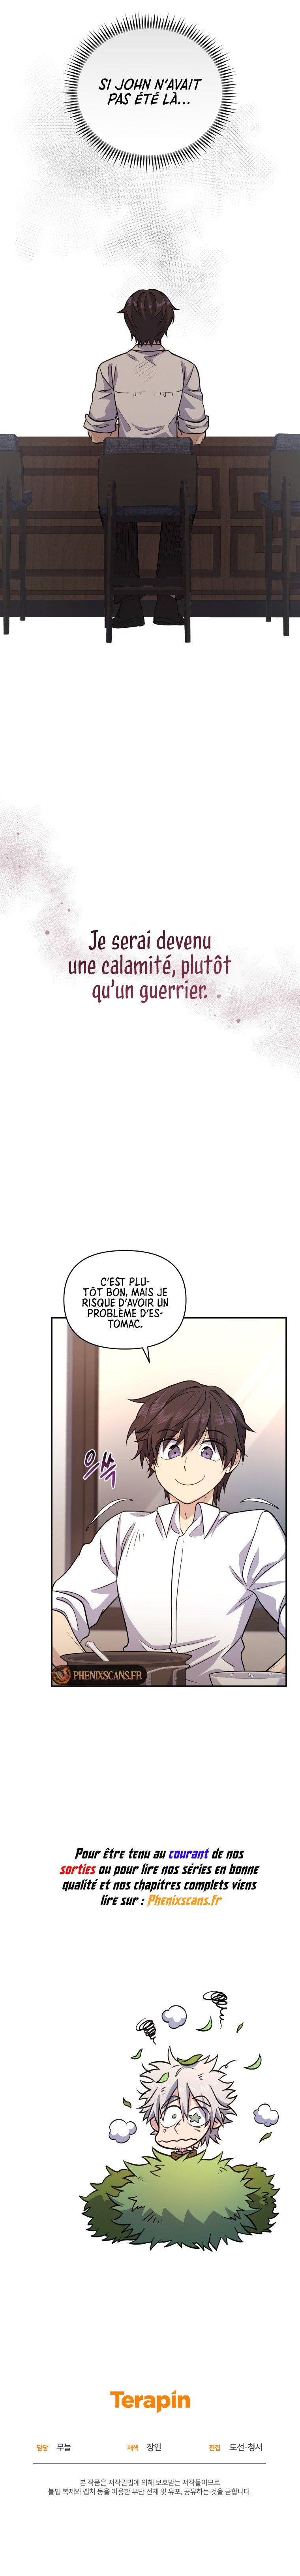 SI JOHN N'AVAIT
PAS ÉTÉ LÀ...
Je serai devenu
une calamité, plutôt
qu'un guerrier.
C'EST PLU-
TÔT BON, MAIS JE
RISQUE D'AVOIR UN
PROBLÈME D'ES-
TOMAC.
으쓱
PHENIXSCANS.FR
Pour être tenu au courant de nos
sorties ou pour lire nos séries en bonne
qualité et nos chapitres complets viens
lire sur : Phenixscans.fr
Terapin
담당 무늘 채색 장인 편집 도선·청서
본 작품은 저작권법에 의해 보호받는 저작물이므로
불법 복제와 캡처 등을 이용한 무단 전재 및 유포, 공유하는 것을 금합니다.